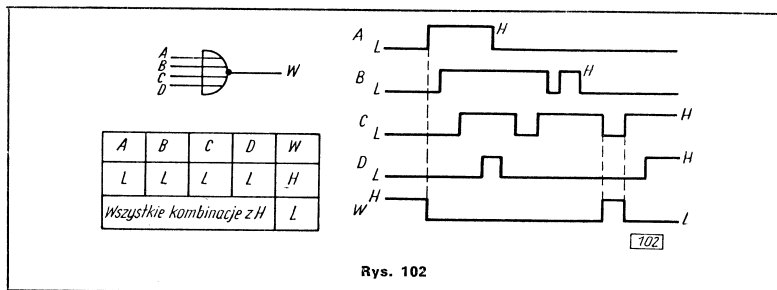 A
B
C
D
W
A B C D W
L L L L H
Wszystkie kombinacje z H L
A L H
B L H
C L H
D L H
W H L
102
Rys. 102